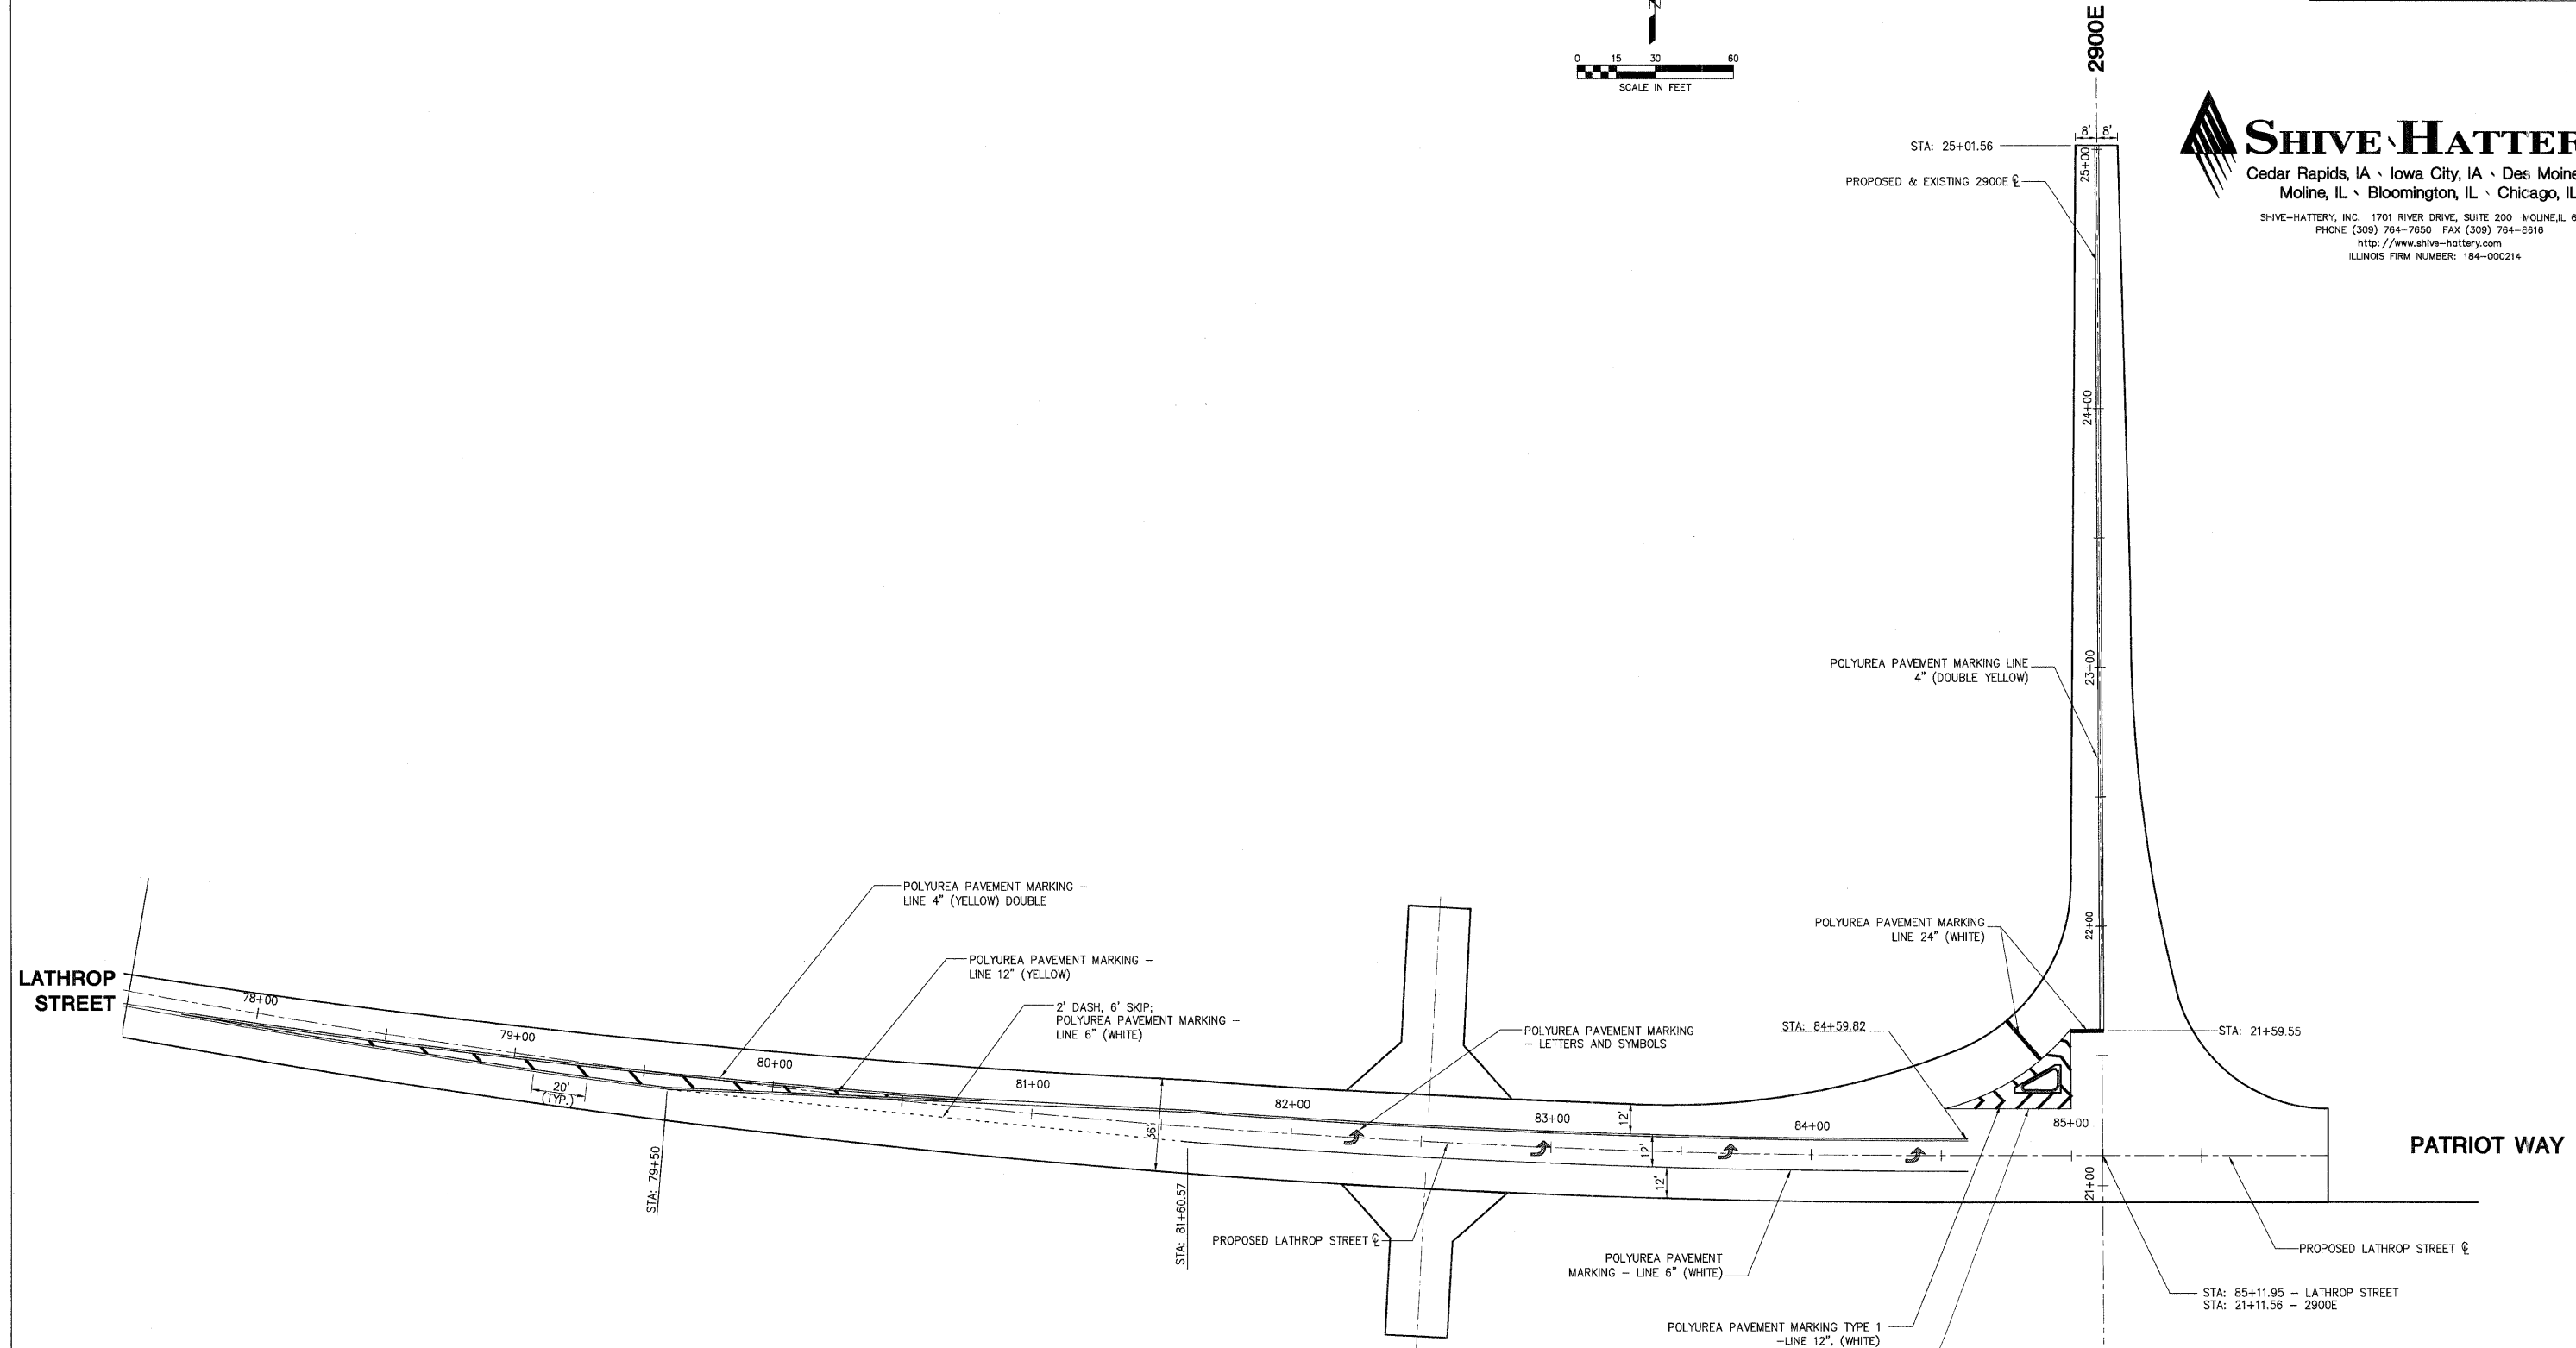 0 15 30 60
SCALE IN FEET
2900E
8' 8'
STA: 25+01.56
PROPOSED & EXISTING 2900E ℄
25+00
SHIVE HATTER
Cedar Rapids, IA ヽ Iowa City, IA ヽ Des Moine
Moline, IL ヽ Bloomington, IL ヽ Chicago, IL
SHIVE-HATTERY, INC. 1701 RIVER DRIVE, SUITE 200 MOLINE,IL 6
PHONE (309) 764-7650 FAX (309) 764-8616
http://www.shive-hattery.com
ILLINOIS FIRM NUMBER: 184-000214
24+00
POLYUREA PAVEMENT MARKING LINE
4" (DOUBLE YELLOW)
23+00
POLYUREA PAVEMENT MARKING -
LINE 4" (YELLOW) DOUBLE
POLYUREA PAVEMENT MARKING
LINE 24" (WHITE)
22+00
POLYUREA PAVEMENT MARKING -
LINE 12" (YELLOW)
LATHROP
STREET
78+00
79+00
80+00
81+00
82+00
83+00
84+00
85+00
2' DASH, 6' SKIP;
POLYUREA PAVEMENT MARKING -
LINE 6" (WHITE)
POLYUREA PAVEMENT MARKING
- LETTERS AND SYMBOLS
STA: 84+59.82
STA: 21+59.55
20'
(TYP.)
36'
12'
12'
12'
PATRIOT WAY
STA: 79+50
STA: 81+60.57
21+00
PROPOSED LATHROP STREET ℄
POLYUREA PAVEMENT
MARKING - LINE 6" (WHITE)
PROPOSED LATHROP STREET ℄
STA: 85+11.95 - LATHROP STREET
STA: 21+11.56 - 2900E
POLYUREA PAVEMENT MARKING TYPE 1
-LINE 12", (WHITE)